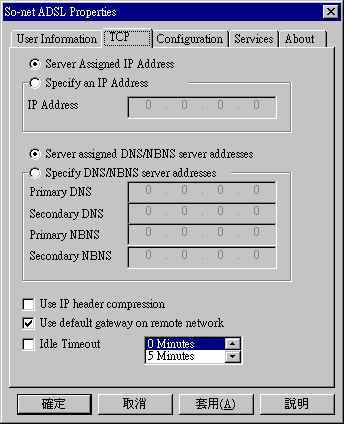 So-net ADSL Properties
User Information TCP Configuration Services About
Server Assigned IP Address
Specify an IP Address
IP Address 0 . 0 . 0 . 0
Server assigned DNS/NBNS server addresses
Specify DNS/NBNS server addresses
Primary DNS 0 . 0 . 0 . 0
Secondary DNS 0 . 0 . 0 . 0
Primary NBNS 0 . 0 . 0 . 0
Secondary NBNS 0 . 0 . 0 . 0
Use IP header compression
Use default gateway on remote network
Idle Timeout 0 Minutes
5 Minutes
確定 取消 套用(A) 說明